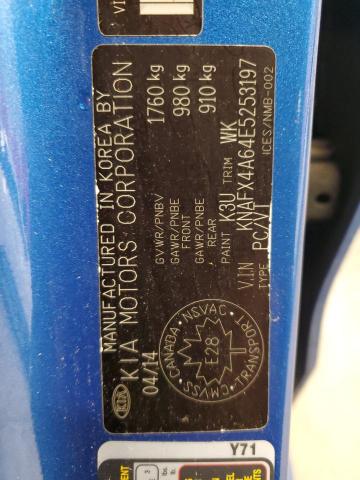 MANUFACTURED IN KOREA BY
KIA MOTORS CORPORATION
04/14
GVWR/PNBV 1760 kg
GAWR/PNBE FRONT 980 kg
GAWR/PNBE REAR 910 kg
PAINT K3U TRIM WK
V.I.N KNAFX4A64E5253197
TYPE PC/VT
ICES/NMB-002
KIA
CANADA NSVAC
E28
CMVSS TRANSPORT
VI
Y71